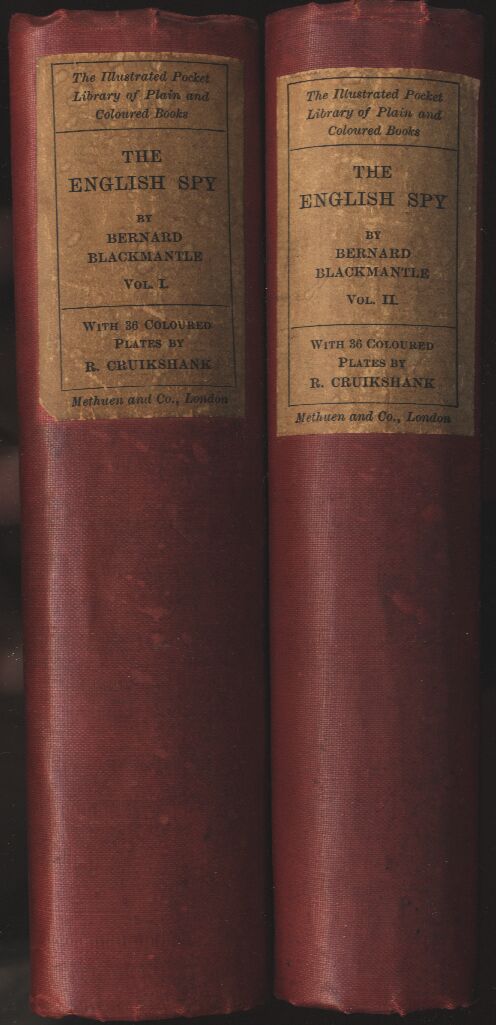 The Illustrated Pocket
Library of Plain and
Coloured Books
THE
ENGLISH SPY
BY
BERNARD
BLACKMANTLE
VOL. I.
WITH 36 COLOURED
PLATES BY
R. CRUIKSHANK
Methuen and Co., London
The Illustrated Pocket
Library of Plain and
Coloured Books
THE
ENGLISH SPY
BY
BERNARD
BLACKMANTLE
VOL. II.
WITH 36 COLOURED
PLATES BY
R. CRUIKSHANK
Methuen and Co., London